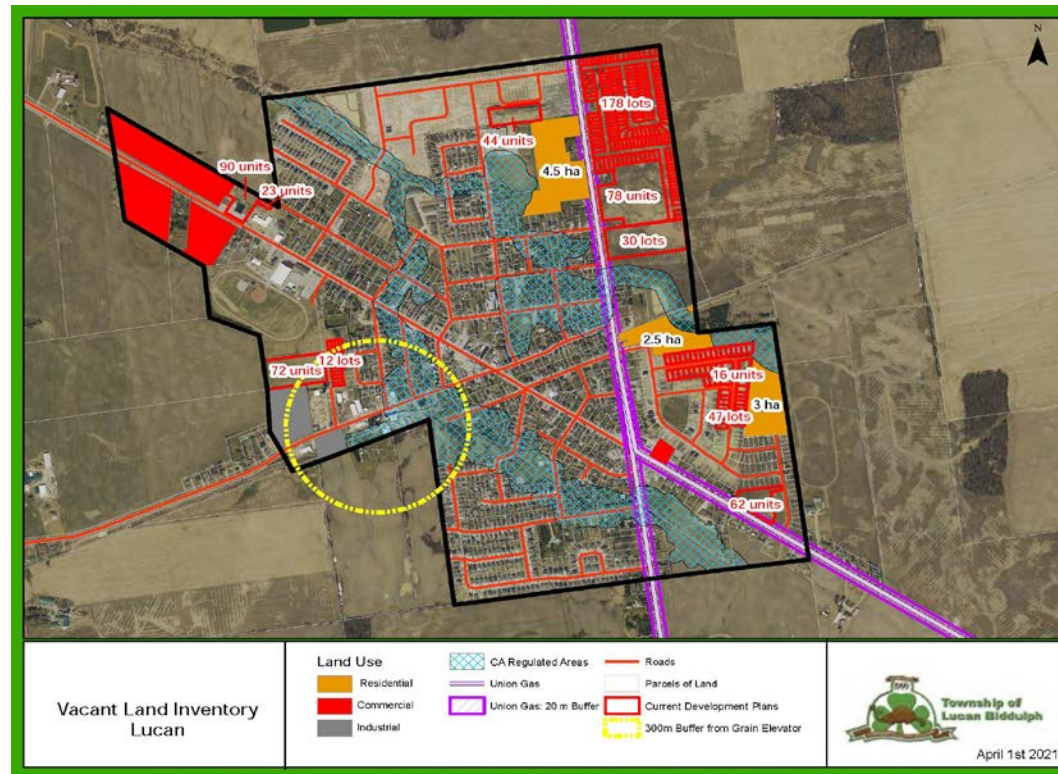 N
178 lots
44 units
4.5 ha
90 units
23 units
78 units
30 lots
2.5 ha
12 lots
72 units
16 units
3 ha
47 lots
62 units
Vacant Land Inventory
Lucan
Land Use
Residential
Commercial
Industrial
CA Regulated Areas
Union Gas
Union Gas: 20 m Buffer
Roads
Parcels of Land
Current Development Plans
300m Buffer from Grain Elevator
Township of
Lucan Biddulph
April 1st 2021